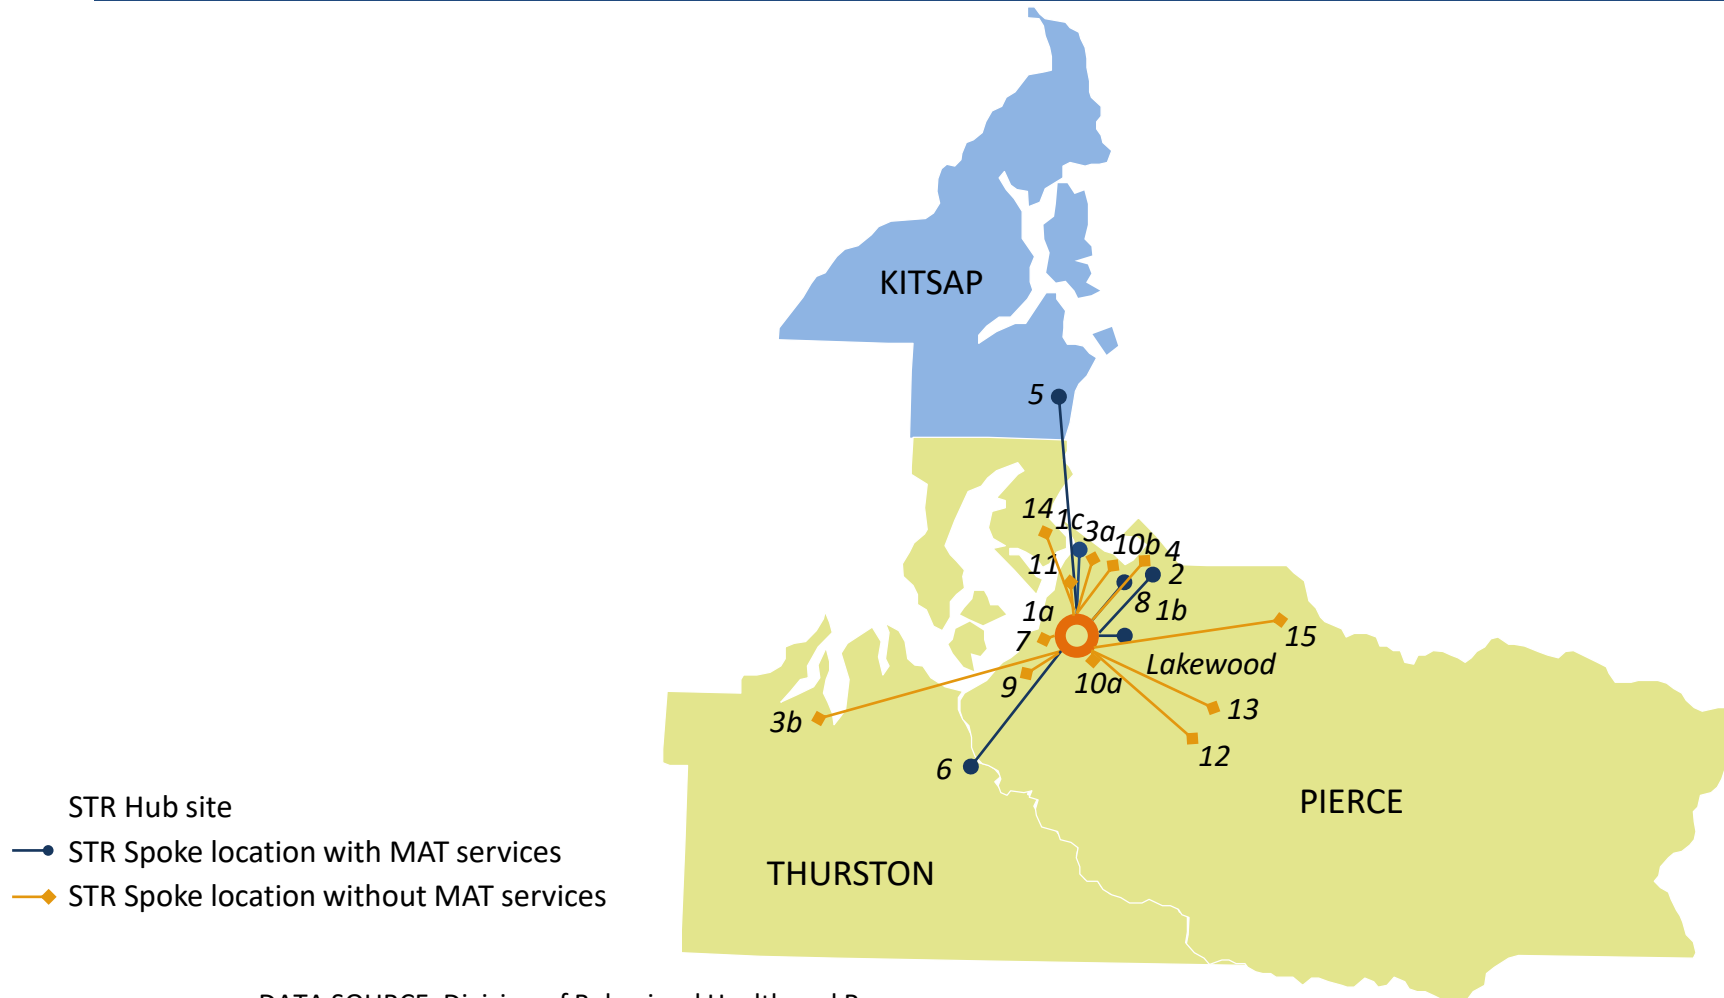 KITSAP
5
14
1c
3a
10b
4
11
2
8
1b
1a
7
15
Lakewood
9
10a
13
3b
12
6
PIERCE
THURSTON
STR Hub site
STR Spoke location with MAT services
STR Spoke location without MAT services